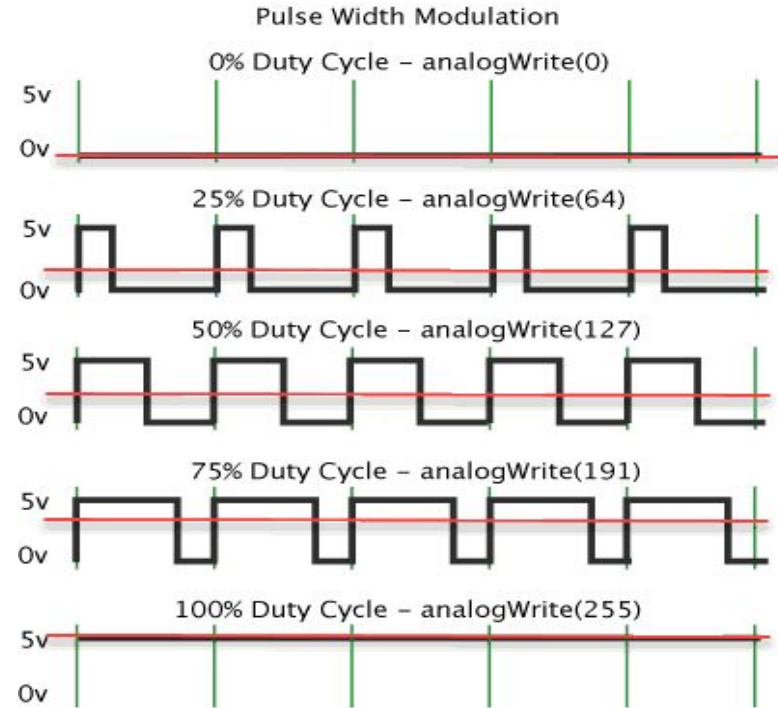 Pulse Width Modulation
0% Duty Cycle – analogWrite(0)
5v
0v
25% Duty Cycle – analogWrite(64)
5v
0v
50% Duty Cycle – analogWrite(127)
5v
0v
75% Duty Cycle – analogWrite(191)
5v
0v
100% Duty Cycle – analogWrite(255)
5v
0v